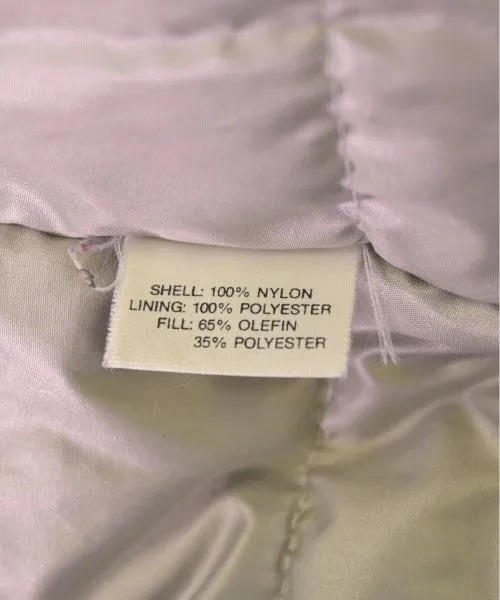 SHELL: 100% NYLON
LINING: 100% POLYESTER
FILL: 65% OLEFIN
35% POLYESTER